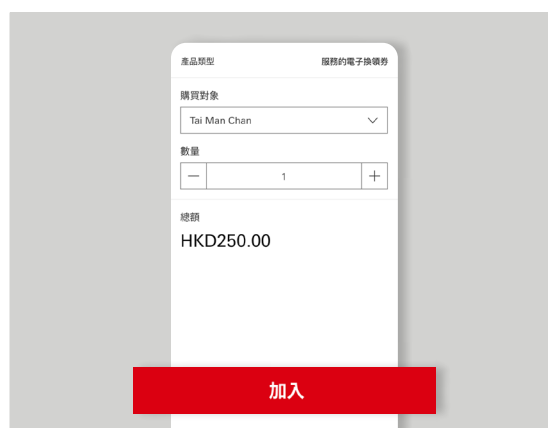 產品類型 服務的電子換領券
購買對象
Tai Man Chan
數量
1
總額
HKD250.00
加入